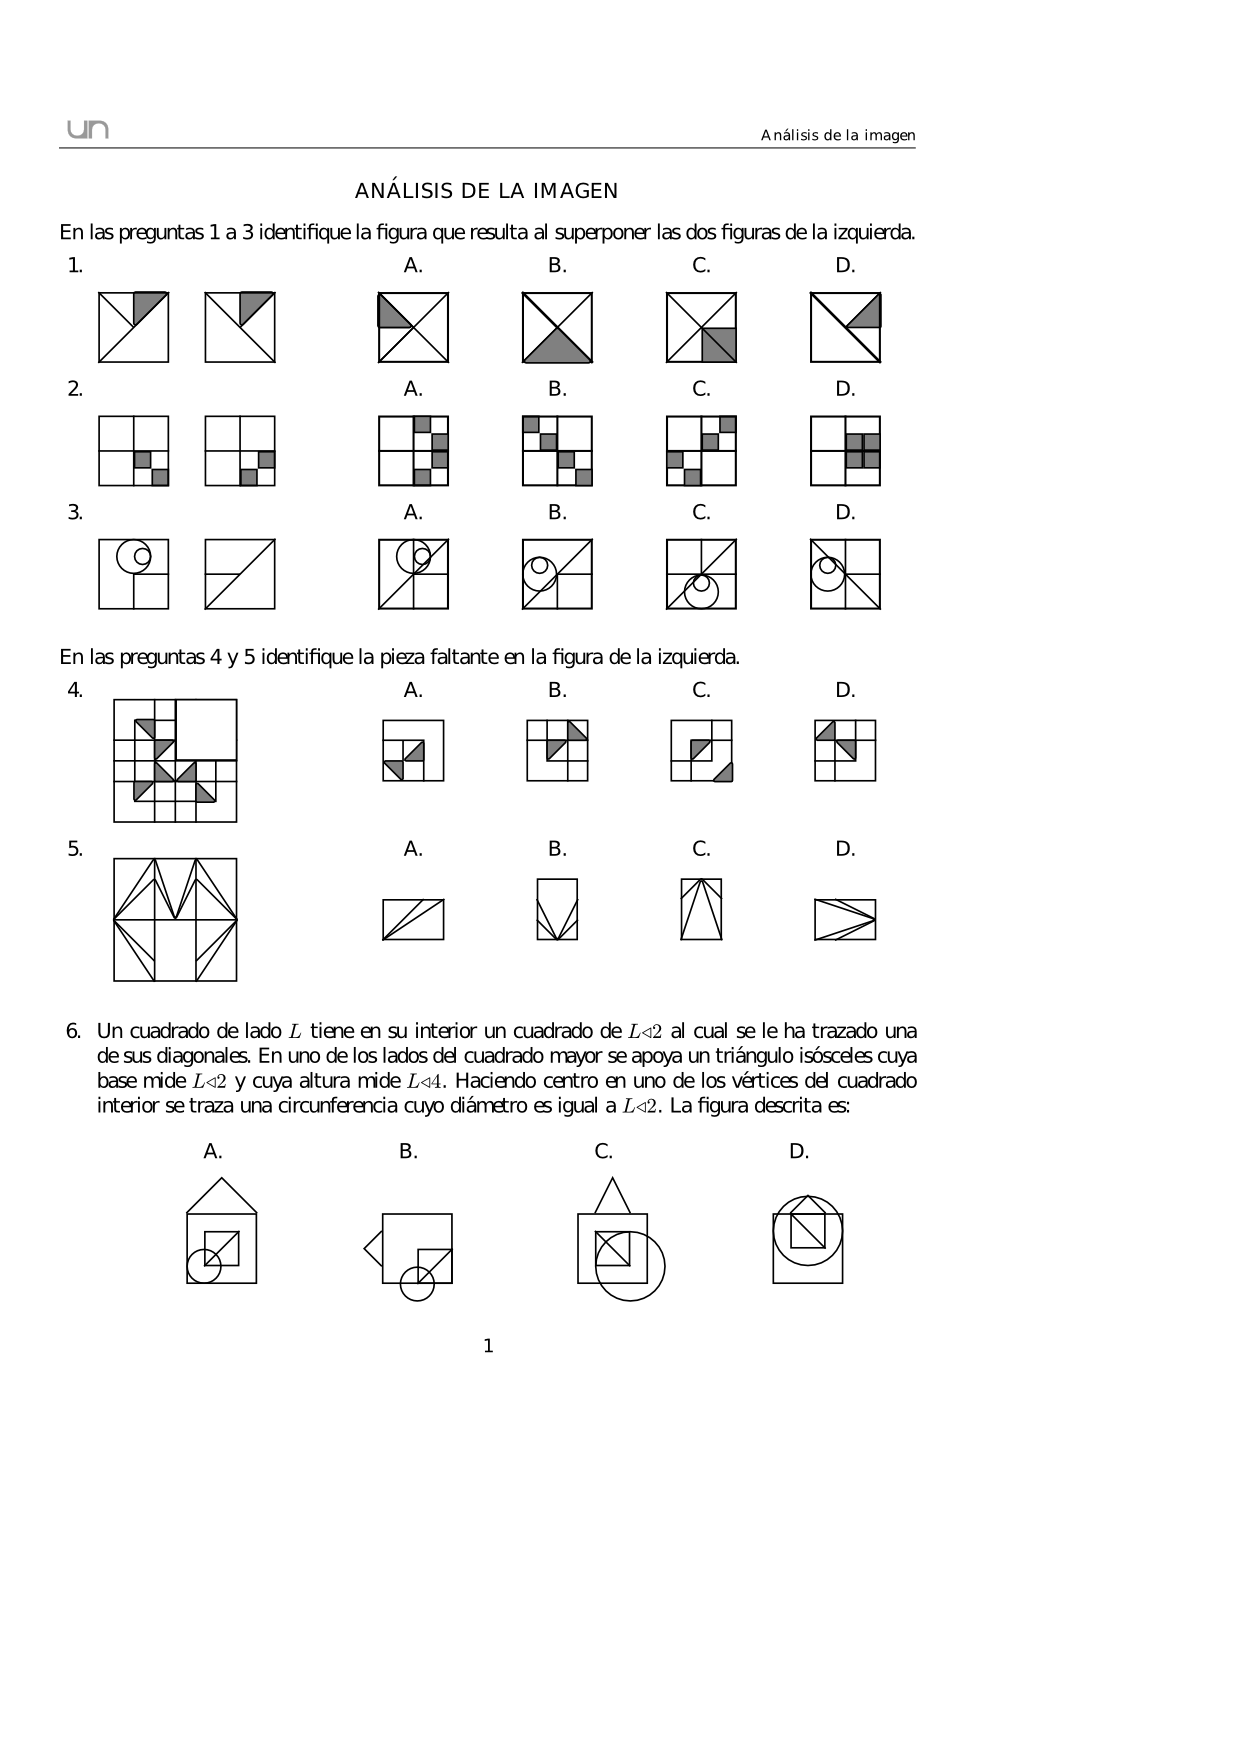 un
Análisis de la imagen
ANÁLISIS DE LA IMAGEN
En las preguntas 1 a 3 identifique la figura que resulta al superponer las dos figuras de la izquierda.
1. A. B. C. D.
2. A. B. C. D.
3. A. B. C. D.
En las preguntas 4 y 5 identifique la pieza faltante en la figura de la izquierda.
4. A. B. C. D.
5. A. B. C. D.
6. Un cuadrado de lado L tiene en su interior un cuadrado de L◃2 al cual se le ha trazado una
de sus diagonales. En uno de los lados del cuadrado mayor se apoya un triángulo isósceles cuya
base mide L◃2 y cuya altura mide L◃4. Haciendo centro en uno de los vértices del cuadrado
interior se traza una circunferencia cuyo diámetro es igual a L◃2. La figura descrita es:
A. B. C. D.
1